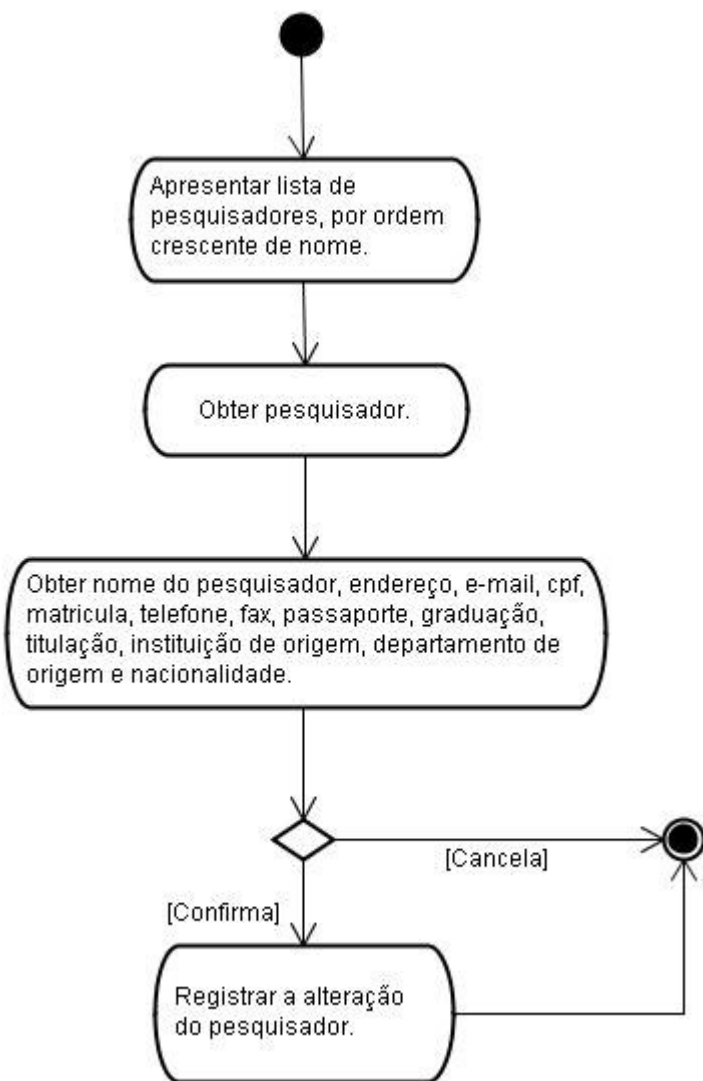 Apresentar lista de
pesquisadores, por ordem
crescente de nome.
Obter pesquisador.
Obter nome do pesquisador, endereço, e-mail, cpf,
matricula, telefone, fax, passaporte, graduação,
titulação, instituição de origem, departamento de
origem e nacionalidade.
[Cancela]
[Confirma]
Registrar a alteração
do pesquisador.